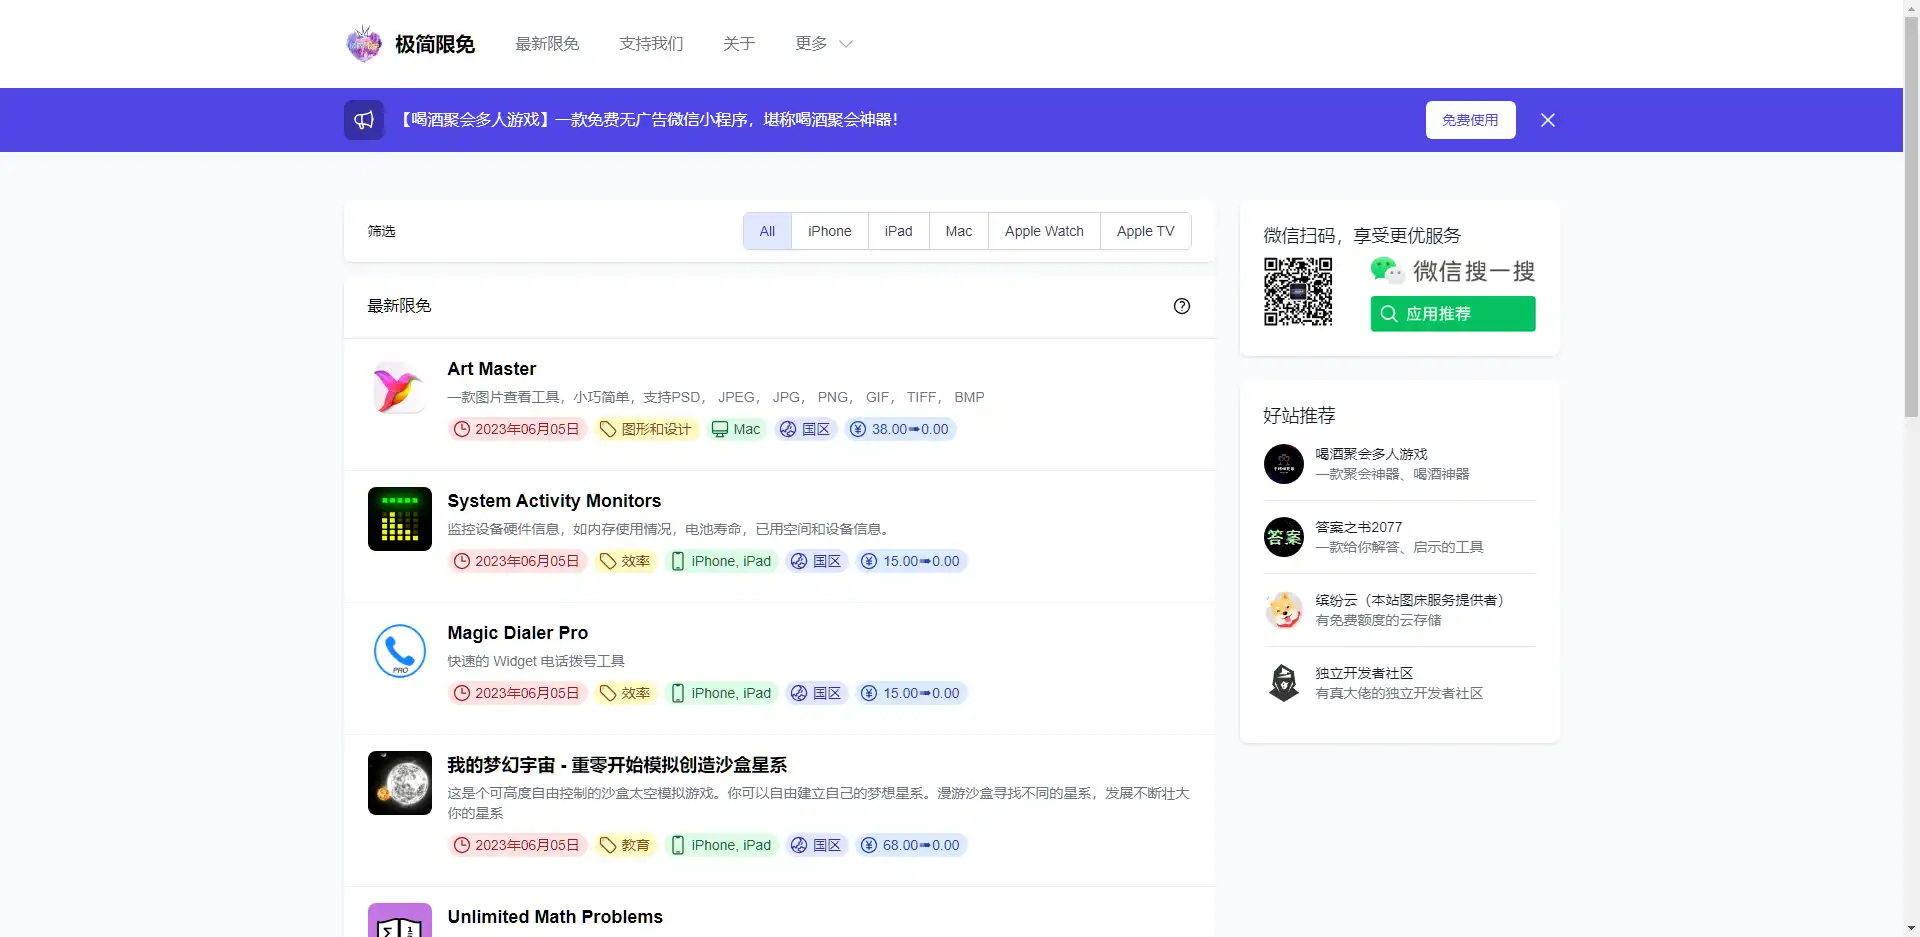 极简限免
最新限免
支持我们
关于
更多
【喝酒聚会多人游戏】一款免费无广告微信小程序，堪称喝酒聚会神器！
免费使用
筛选
All
iPhone
iPad
Mac
Apple Watch
Apple TV
最新限免
Art Master
一款图片查看工具，小巧简单，支持PSD， JPEG， JPG， PNG， GIF， TIFF， BMP
2023年06月05日
图形和设计
Mac
国区
38.00➡0.00
System Activity Monitors
监控设备硬件信息，如内存使用情况，电池寿命，已用空间和设备信息。
2023年06月05日
效率
iPhone, iPad
国区
15.00➡0.00
PRO
Magic Dialer Pro
快速的 Widget 电话拨号工具
2023年06月05日
效率
iPhone, iPad
国区
15.00➡0.00
我的梦幻宇宙 - 重零开始模拟创造沙盒星系
这是个可高度自由控制的沙盒太空模拟游戏。你可以自由建立自己的梦想星系。漫游沙盒寻找不同的星系，发展不断壮大
你的星系
2023年06月05日
教育
iPhone, iPad
国区
68.00➡0.00
Unlimited Math Problems
微信扫码，享受更优服务
微信搜一搜
应用推荐
好站推荐
喝酒聚会多人游戏
一款聚会神器、喝酒神器
答案
答案之书2077
一款给你解答、启示的工具
缤纷云（本站图床服务提供者）
有免费额度的云存储
独立开发者社区
有真大佬的独立开发者社区